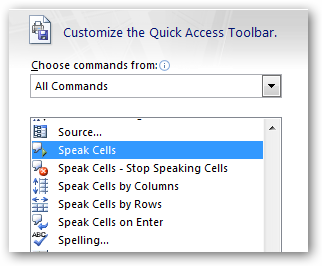 Customize the Quick Access Toolbar.
Choose commands from:
All Commands
Source...
Speak Cells
Speak Cells - Stop Speaking Cells
Speak Cells by Columns
Speak Cells by Rows
Speak Cells on Enter
ABC
Spelling...